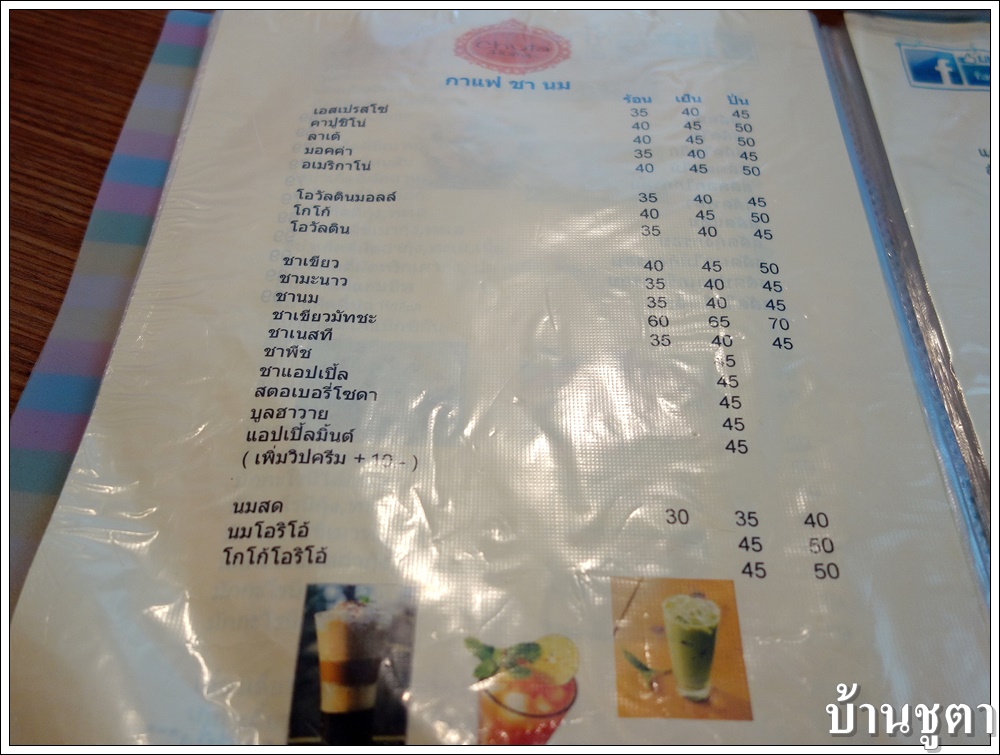 กาแฟ ชา นม
ร้อน เย็น ปั่น
เอสเปรสโซ่ 35 40 45
คาปูชิโน่ 40 45 50
ลาเต้ 40 45 50
มอคค่า 35 40 45
อเมริกาโน่ 40 45 50
โอวัลตินมอลล์ 35 40 45
โกโก้ 40 45 50
โอวัลติน 35 40 45
ชาเขียว 40 45 50
ชามะนาว 35 40 45
ชานม 35 40 45
ชาเขียวมัทชะ 60 65 70
ชาเนสที 35 40 45
ชาพีช 45
ชาแอปเปิ้ล 45
สตอเบอรี่โซดา 45
บูลฮาวาย 45
แอปเปิ้ลมิ้นต์ 45
( เพิ่มวิปครีม + 10.- )
นมสด 30 35 40
นมโอริโอ้ 45 50
โกโก้โอริโอ้ 45 50
บ้านชูตา